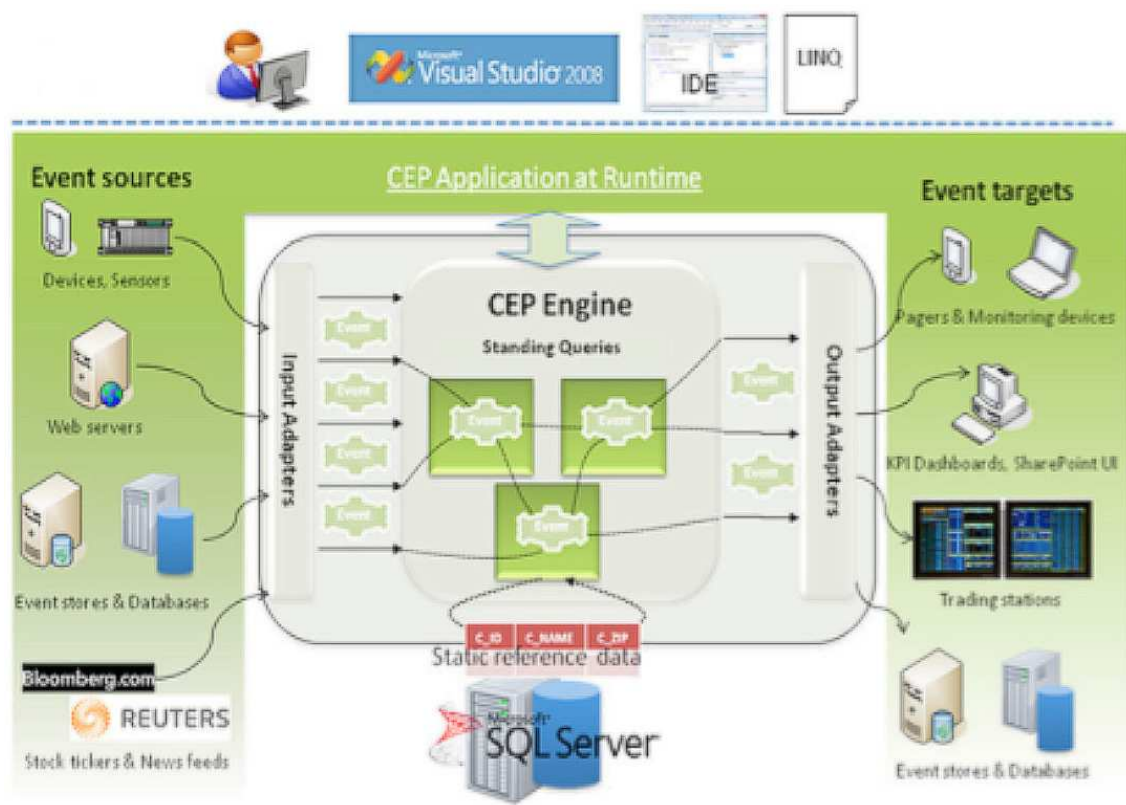 Microsoft®
Visual Studio 2008
IDE
LINQ
CEP Application at Runtime
Event sources
Devices, Sensors
Web servers
Event stores & Databases
Bloomberg.com
REUTERS
Stock tickers & News feeds
Input Adapters
Event
Event
Event
Event
CEP Engine
Standing Queries
Event
Event
Event
Event
Event
Output Adapters
C_ID C_NAME C_ZIP
Static reference data
Microsoft®
SQL Server
Event targets
Pagers & Monitoring devices
KPI Dashboards, SharePoint UI
Trading stations
Event stores & Databases